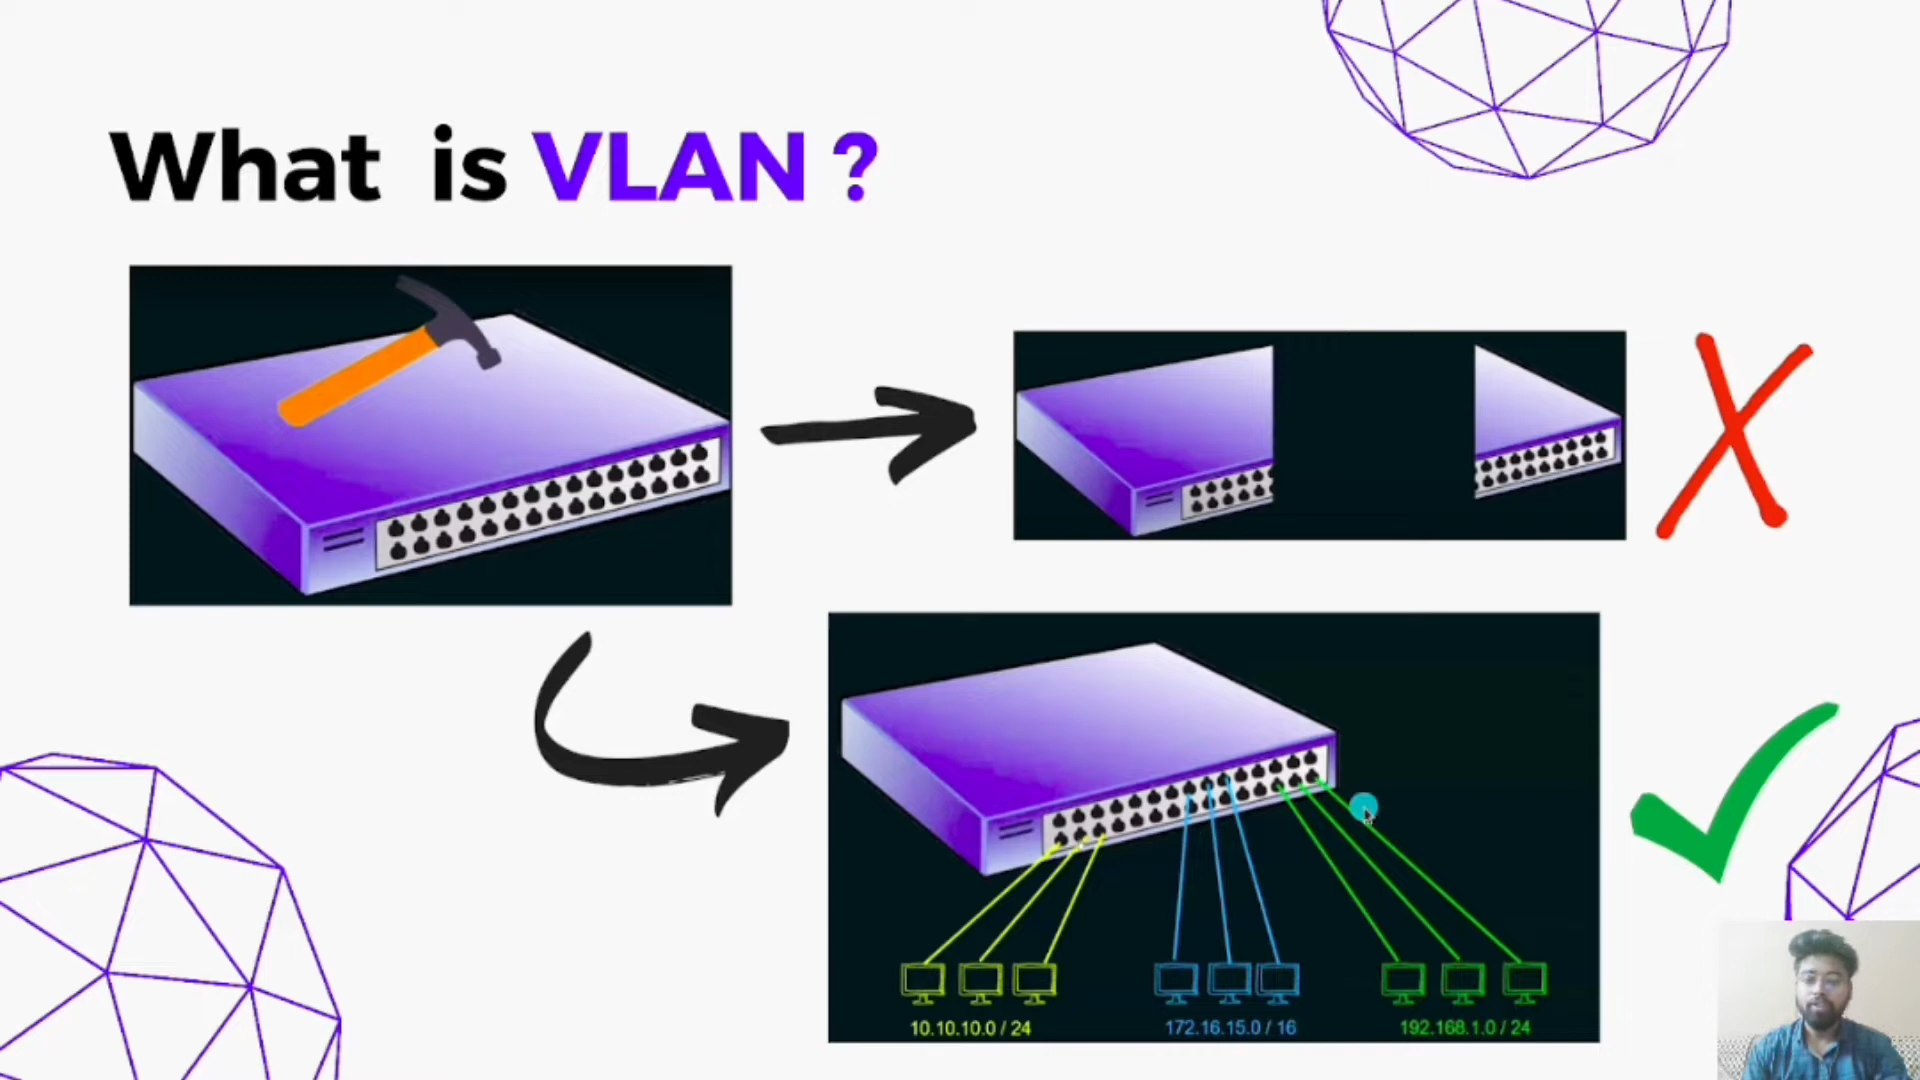 What is VLAN ?
10.10.10.0 / 24
172.16.15.0 / 16
192.168.1.0 / 24